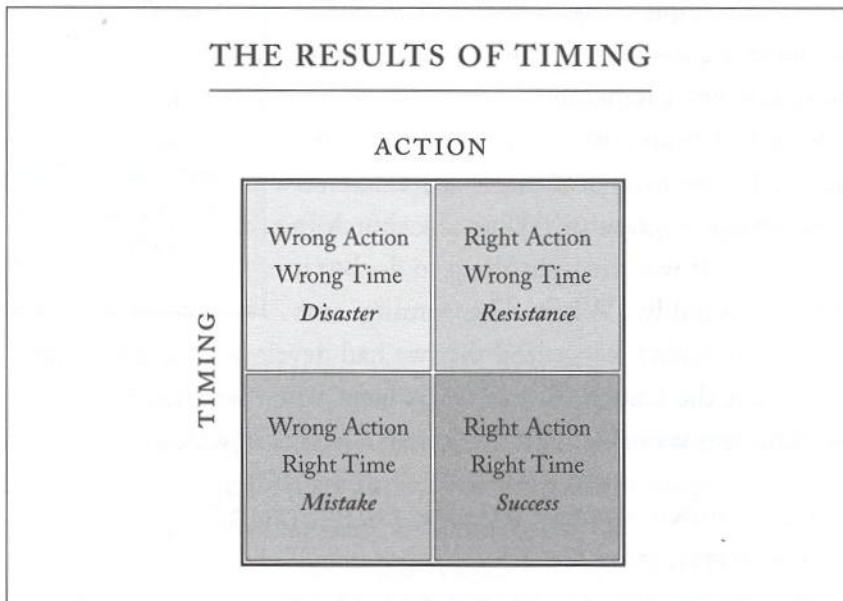 THE RESULTS OF TIMING
ACTION
TIMING
Wrong Action
Wrong Time
Disaster
Right Action
Wrong Time
Resistance
Wrong Action
Right Time
Mistake
Right Action
Right Time
Success